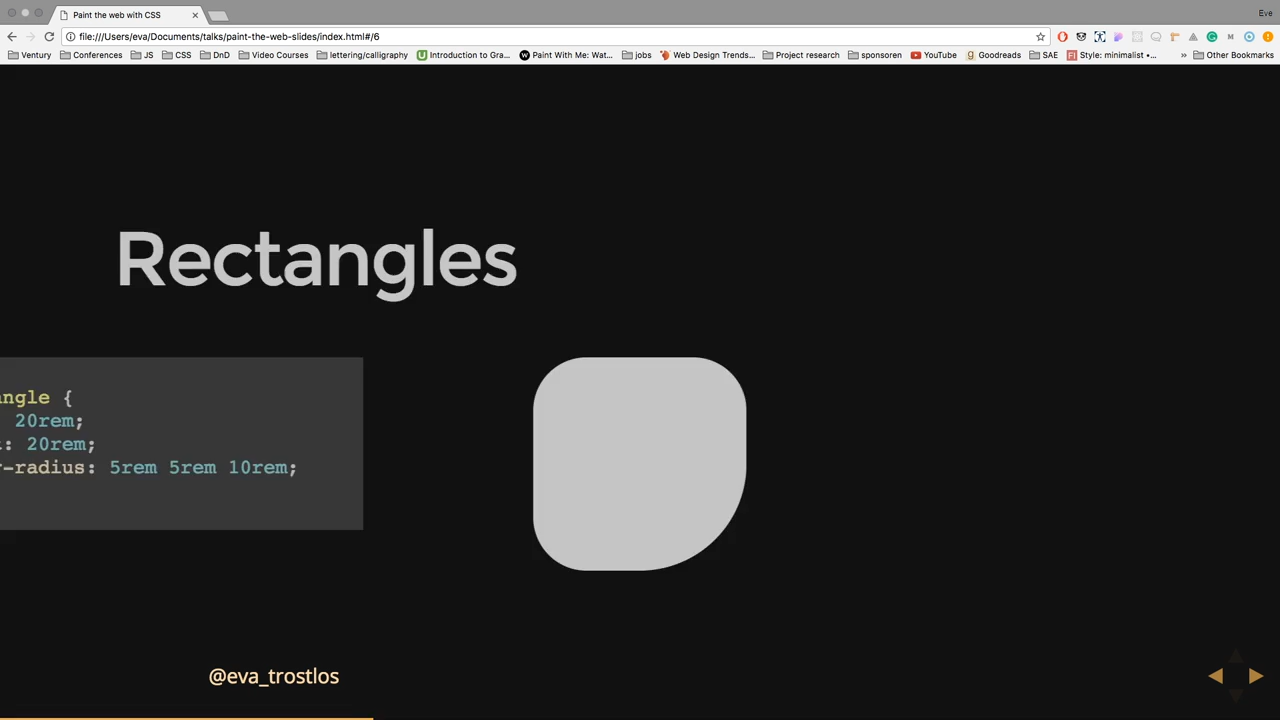 Paint the web with CSS
Eve
file:///Users/eva/Documents/talks/paint-the-web-slides/index.html#/6
Ventury Conferences JS CSS DnD Video Courses lettering/calligraphy Introduction to Gra... Paint With Me: Wat... jobs Web Design Trends... Project research sponsoren YouTube Goodreads SAE Style: minimalist •... » Other Bookmarks
Rectangles
angle {
20rem;
: 20rem;
-radius: 5rem 5rem 10rem;
@eva_trostlos